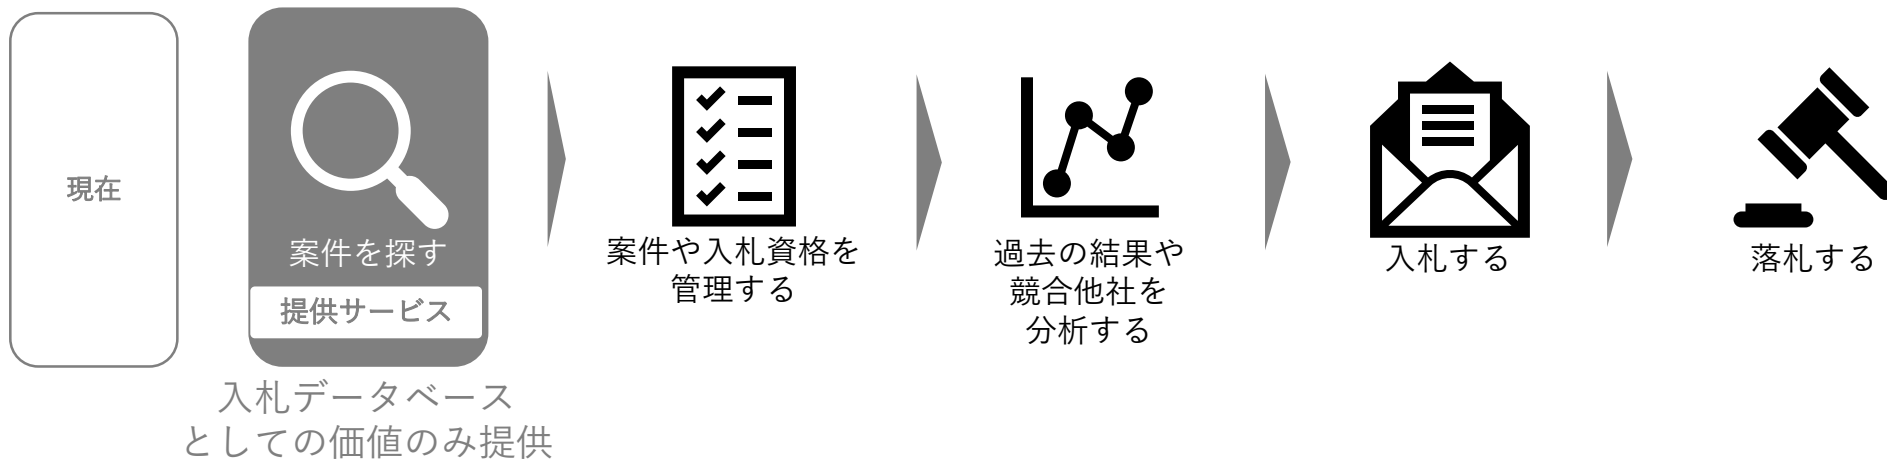 現在
案件を探す
提供サービス
入札データベース
としての価値のみ提供
案件や入札資格を
管理する
過去の結果や
競合他社を
分析する
入札する
落札する